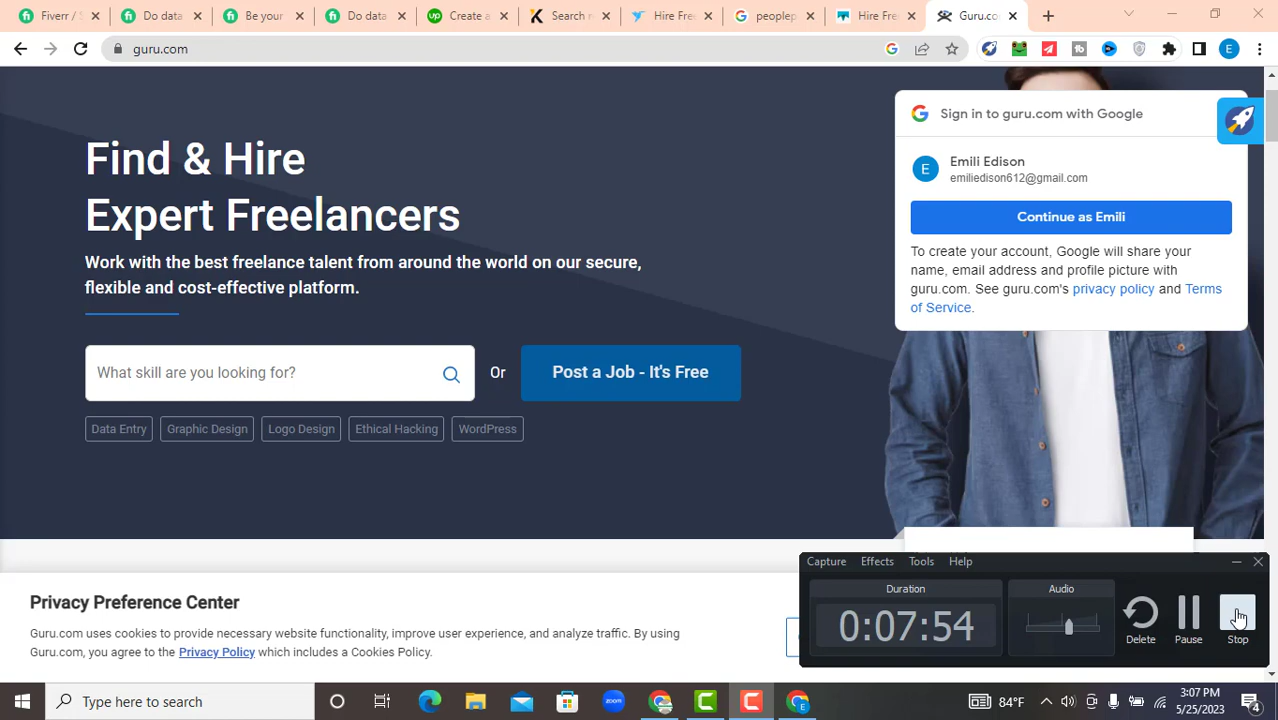 Fiverr / S
Do data
Be your
Do data
Create a
Search re
Hire Free
peoplep
Hire Free
Guru.co
guru.com
E
Find & Hire
Expert Freelancers
Work with the best freelance talent from around the world on our secure,
flexible and cost-effective platform.
What skill are you looking for?
Or
Post a Job - It's Free
Data Entry
Graphic Design
Logo Design
Ethical Hacking
WordPress
Sign in to guru.com with Google
E
Emili Edison
emiliedison612@gmail.com
Continue as Emili
To create your account, Google will share your
name, email address and profile picture with
guru.com. See guru.com's privacy policy and Terms
of Service.
Privacy Preference Center
Guru.com uses cookies to provide necessary website functionality, improve user experience, and analyze traffic. By using
Guru.com, you agree to the Privacy Policy which includes a Cookies Policy.
Capture Effects Tools Help
Duration
0:07:54
Audio
Delete
Pause
Stop
Type here to search
zoom
84°F
3:07 PM
5/25/2023
4